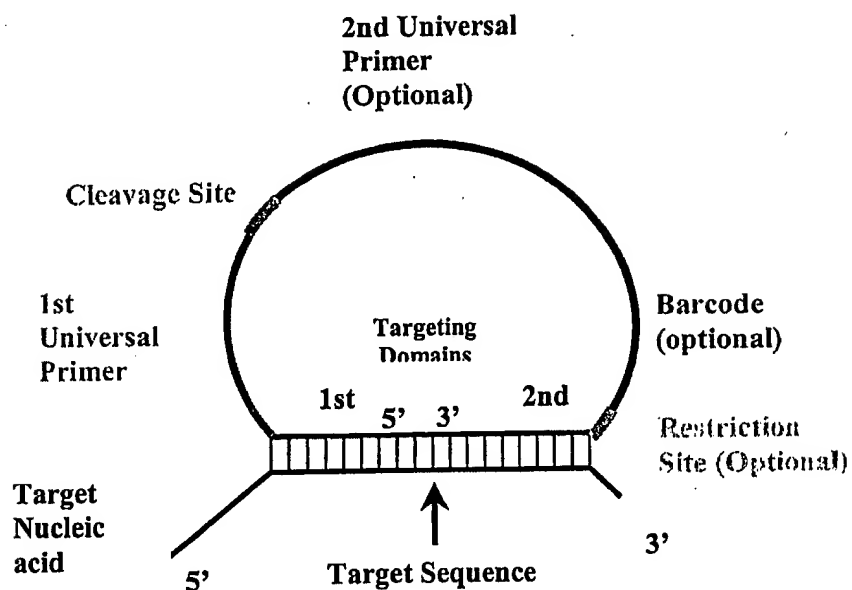 2nd Universal
Primer
(Optional)
Cleavage Site
1st
Universal
Primer
Targeting
Domains
Barcode
(optional)
1st
5’
3’
2nd
Restriction
Site (Optional)
Target
Nucleic
acid
5’
Target Sequence
3’